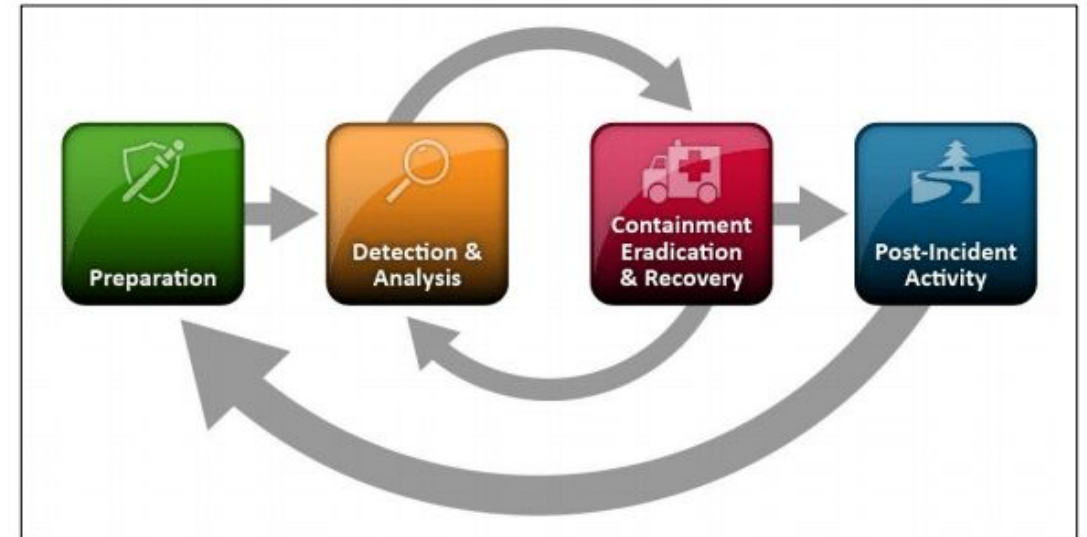 Preparation
Detection &
Analysis
Containment
Eradication
& Recovery
Post-Incident
Activity